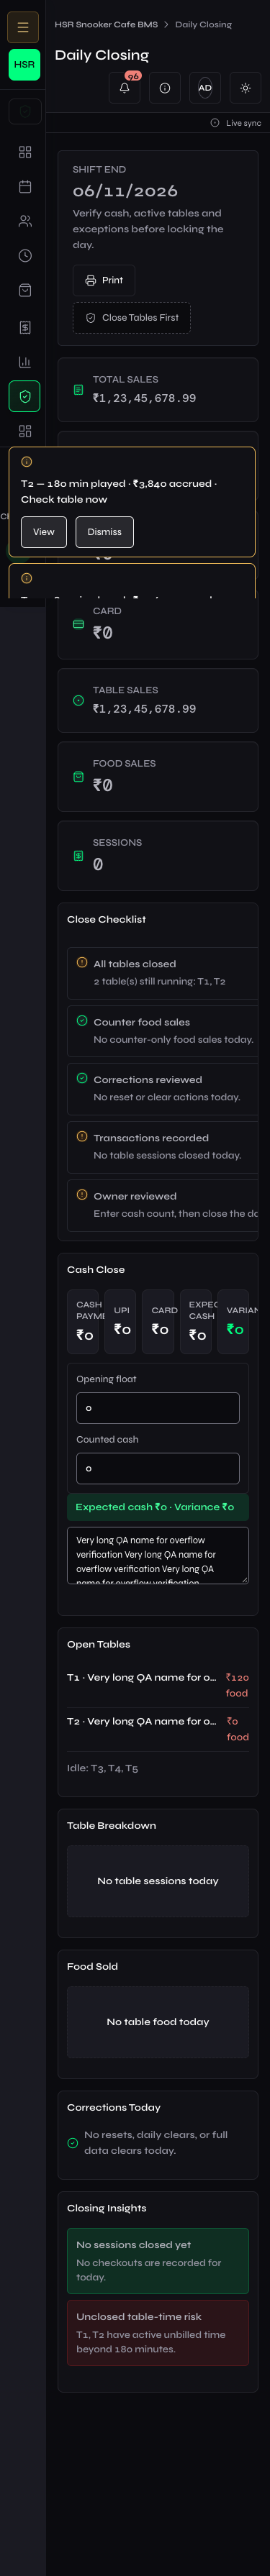 HSR Snooker Cafe BMS > Daily Closing
HSR
Daily Closing
96
AD
Live sync
SHIFT END
06/11/2026
Verify cash, active tables and
exceptions before locking the
day.
Print
Close Tables First
TOTAL SALES
₹1,23,45,678.99
T2 — 180 min played · ₹3,840 accrued ·
Check table now
View
Dismiss
CARD
₹0
TABLE SALES
₹1,23,45,678.99
FOOD SALES
₹0
SESSIONS
0
Close Checklist
All tables closed
2 table(s) still running: T1, T2
Counter food sales
No counter-only food sales today.
Corrections reviewed
No reset or clear actions today.
Transactions recorded
No table sessions closed today.
Owner reviewed
Enter cash count, then close the da
Cash Close
CASH
PAYME
₹0
UPI
₹0
CARD
₹0
EXPEC
CASH
₹0
VARIAN
₹0
Opening float
0
Counted cash
0
Expected cash ₹0 · Variance ₹0
Very long QA name for overflow
verification Very long QA name for
overflow verification Very long QA
name for overflow verification
Open Tables
T1 · Very long QA name for o...
₹120
food
T2 · Very long QA name for o...
₹0
food
Idle: T3, T4, T5
Table Breakdown
No table sessions today
Food Sold
No table food today
Corrections Today
No resets, daily clears, or full
data clears today.
Closing Insights
No sessions closed yet
No checkouts are recorded for
today.
Unclosed table-time risk
T1, T2 have active unbilled time
beyond 180 minutes.